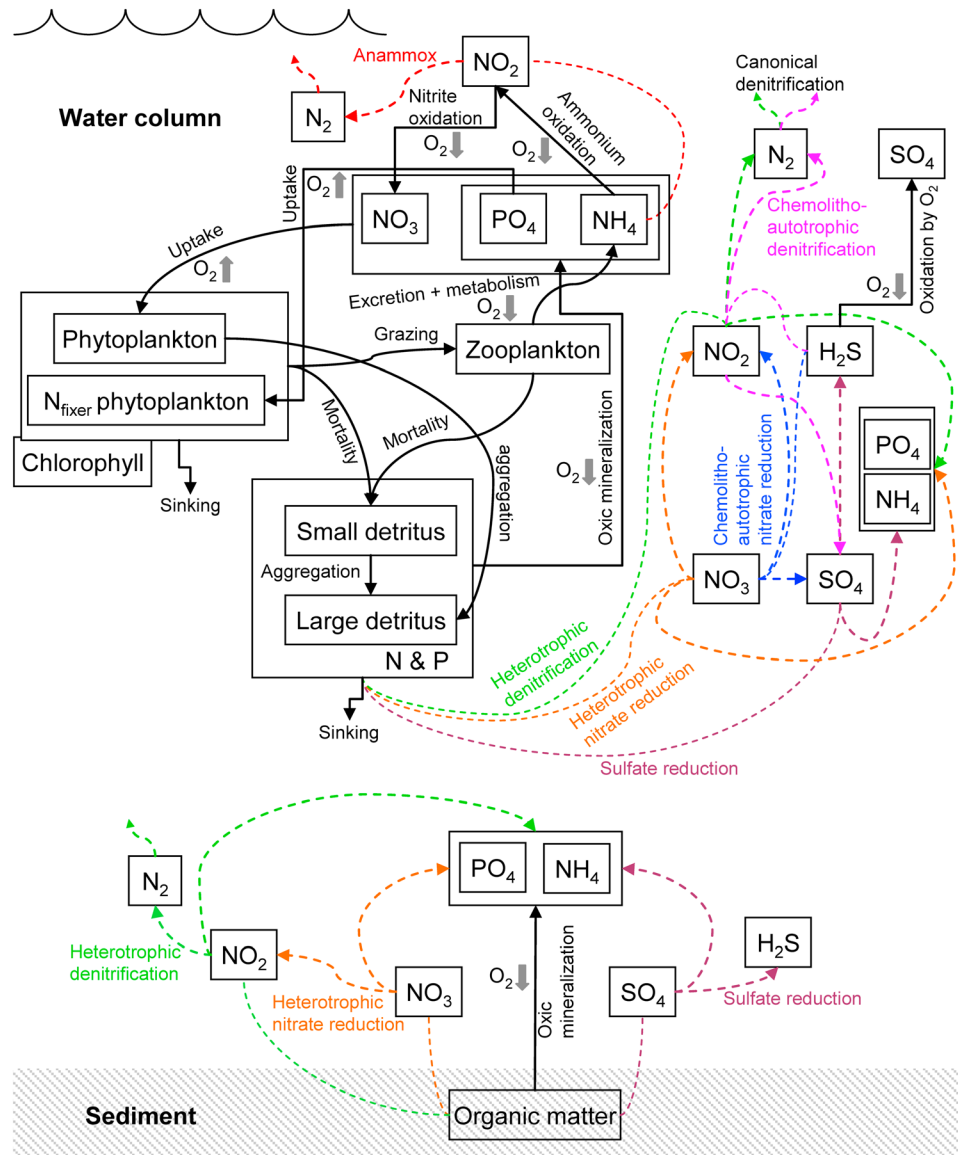 Anammox
NO2
N2
Water column
Nitrite
oxidation
O2
Ammonium
oxidation
O2
Uptake
O2
NO3
PO4
NH4
Uptake
O2
Excretion + metabolism
O2
Phytoplankton
Grazing
Zooplankton
Nfixer phytoplankton
Chlorophyll
Sinking
Mortality
Mortality
aggregation
O2
Oxic mineralization
Small detritus
Aggregation
Large detritus
N & P
Sinking
Canonical
denitrification
N2
SO4
Chemolitho-
autotrophic
denitrification
O2
Oxidation by O2
NO2
H2S
PO4
NH4
Chemolitho-
autotrophic
nitrate reduction
NO3
SO4
Heterotrophic
denitrification
Heterotrophic
nitrate reduction
Sulfate reduction
N2
PO4
NH4
Heterotrophic
denitrification
NO2
H2S
O2
Oxic
mineralization
Heterotrophic
nitrate reduction
NO3
SO4
Sulfate reduction
Sediment
Organic matter